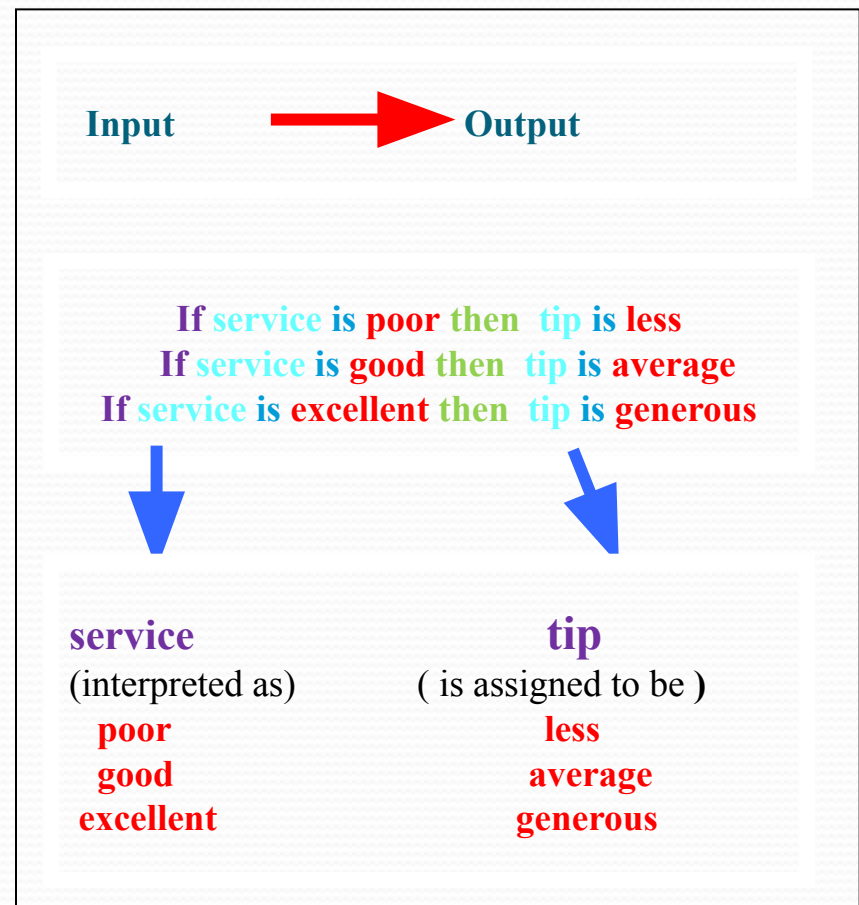 Input Output
If service is poor then tip is less
If service is good then tip is average
If service is excellent then tip is generous
service tip
(interpreted as) ( is assigned to be )
poor less
good average
excellent generous